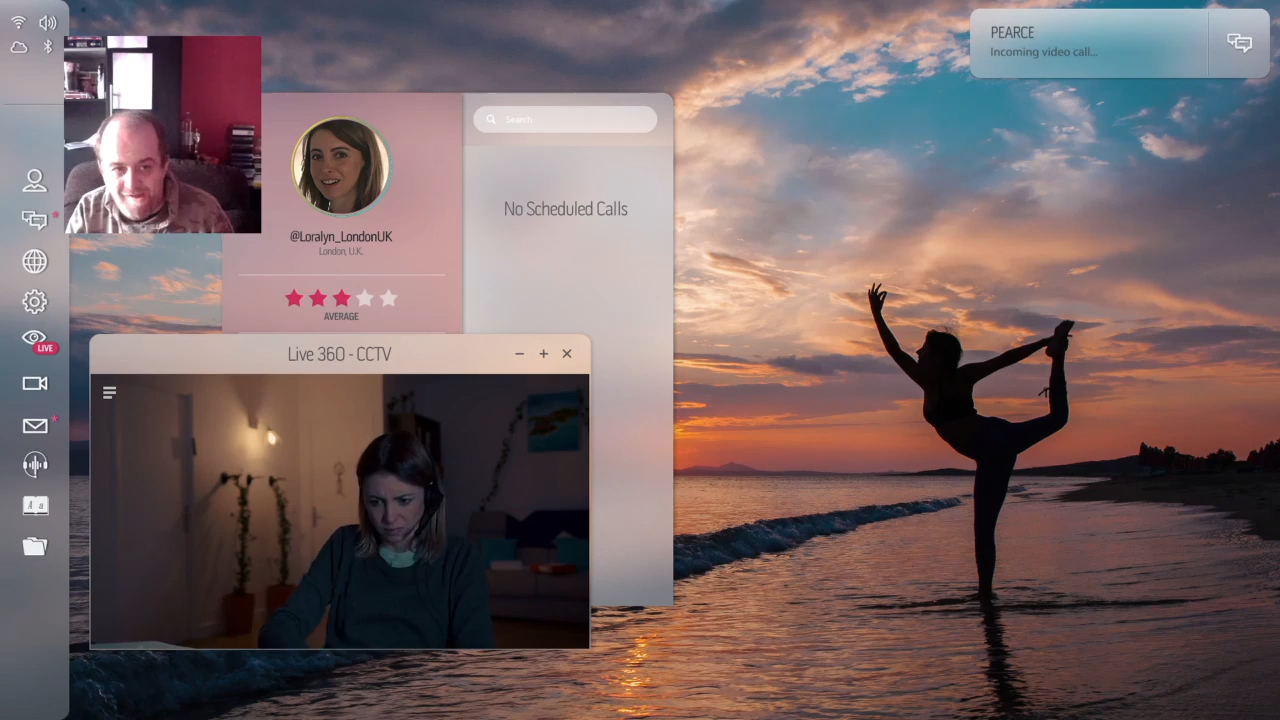 PEARCE
Incoming video call...
Search
No Scheduled Calls
@Loralyn_LondonUK
London, U.K.
AVERAGE
LIVE
Live 360 - CCTV
A a